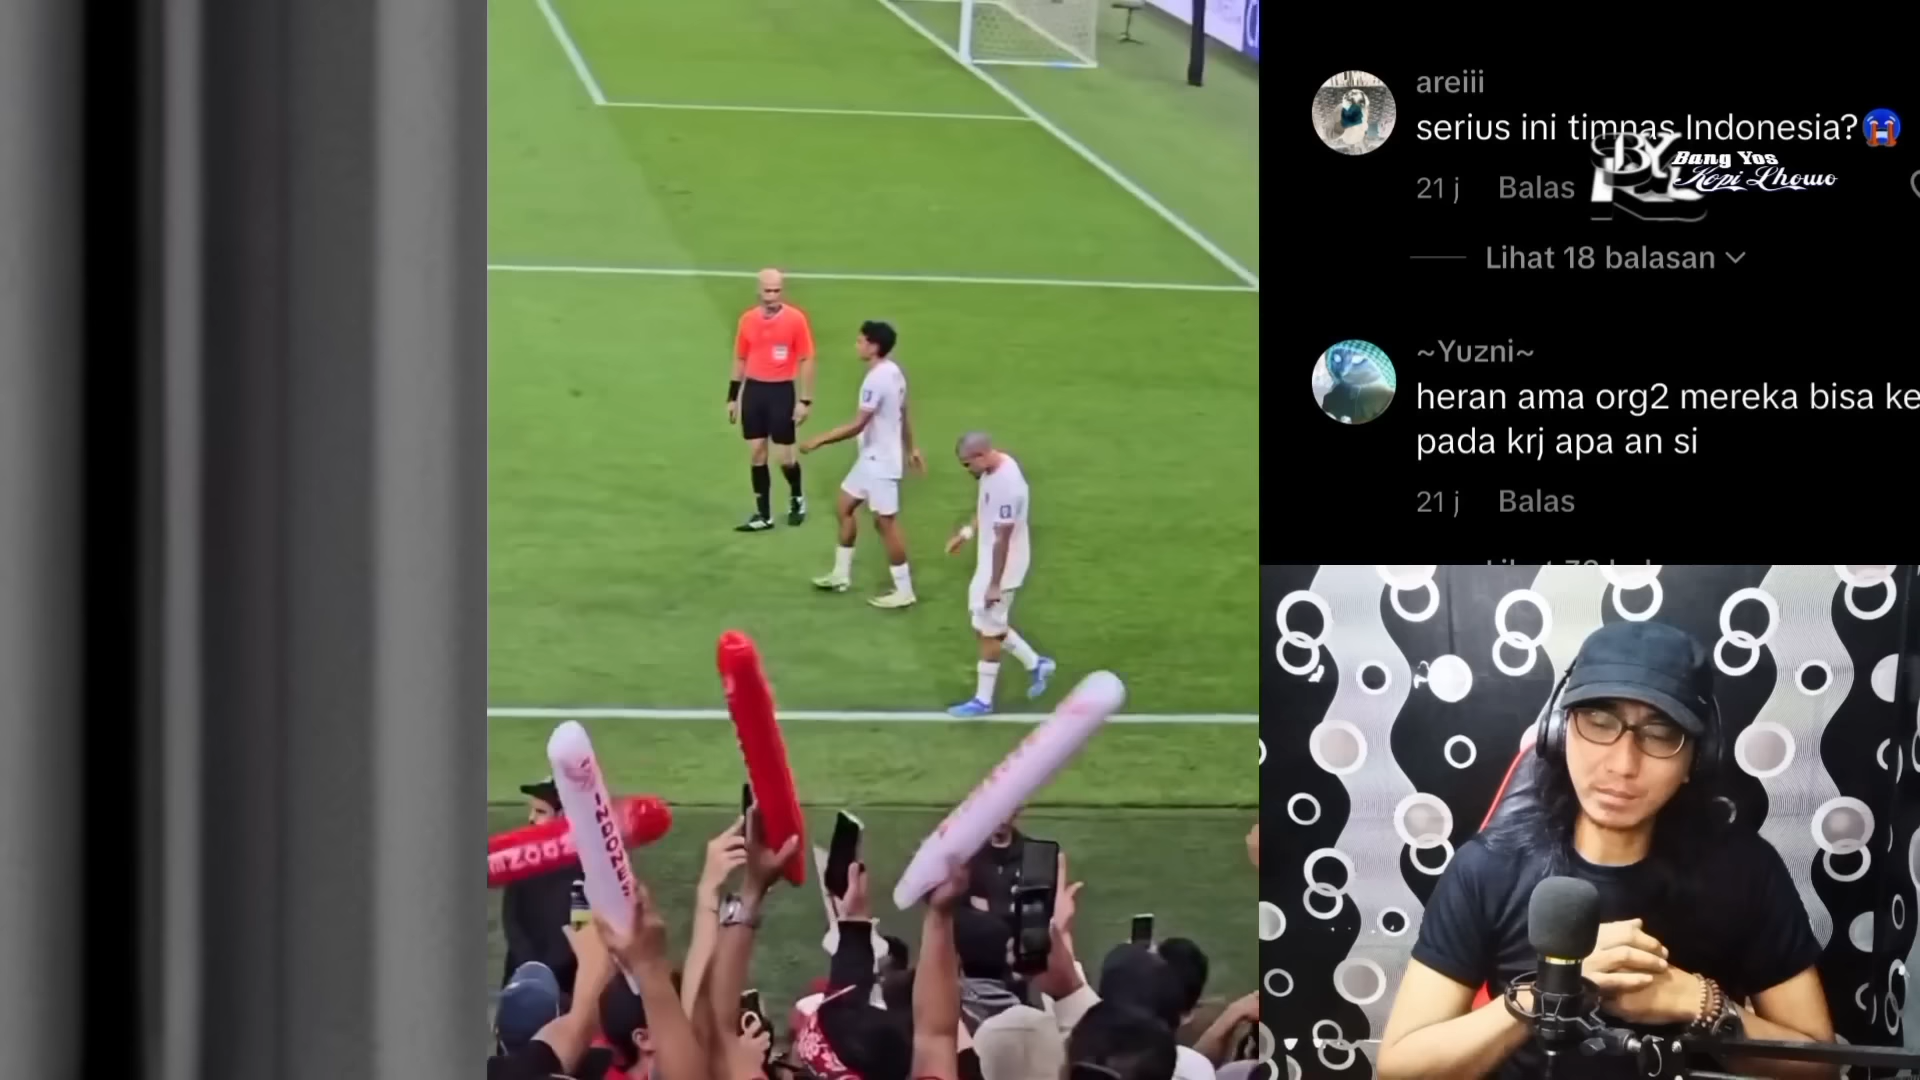 areiii
serius ini timnas Indonesia?😭
BY Bang Yos
Kopi Lhowo
21 j Balas
Lihat 18 balasan
~Yuzni~
heran ama org2 mereka bisa ke
pada krj apa an si
21 j Balas
INDONES